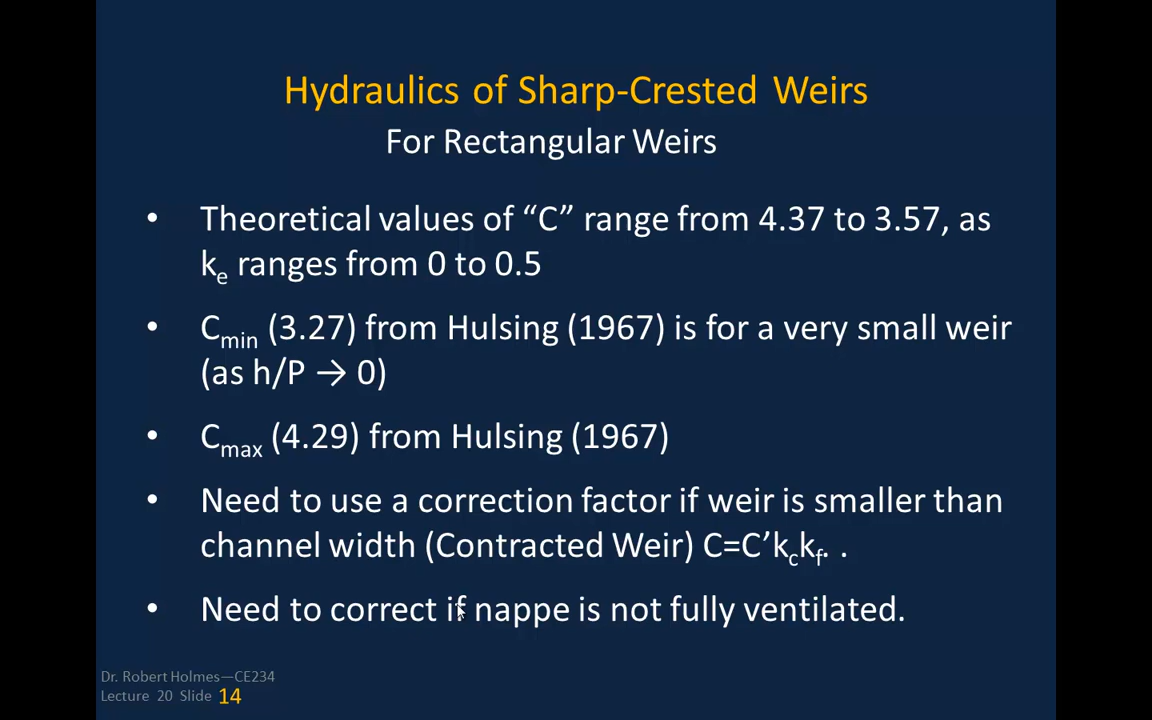 Hydraulics of Sharp-Crested Weirs
For Rectangular Weirs
• Theoretical values of “C” range from 4.37 to 3.57, as
kₑ ranges from 0 to 0.5
• Cmin (3.27) from Hulsing (1967) is for a very small weir
(as h/P → 0)
• Cmax (4.29) from Hulsing (1967)
• Need to use a correction factor if weir is smaller than
channel width (Contracted Weir) C=C’kckf. .
• Need to correct if nappe is not fully ventilated.
Dr. Robert Holmes—CE234
Lecture 20 Slide 14